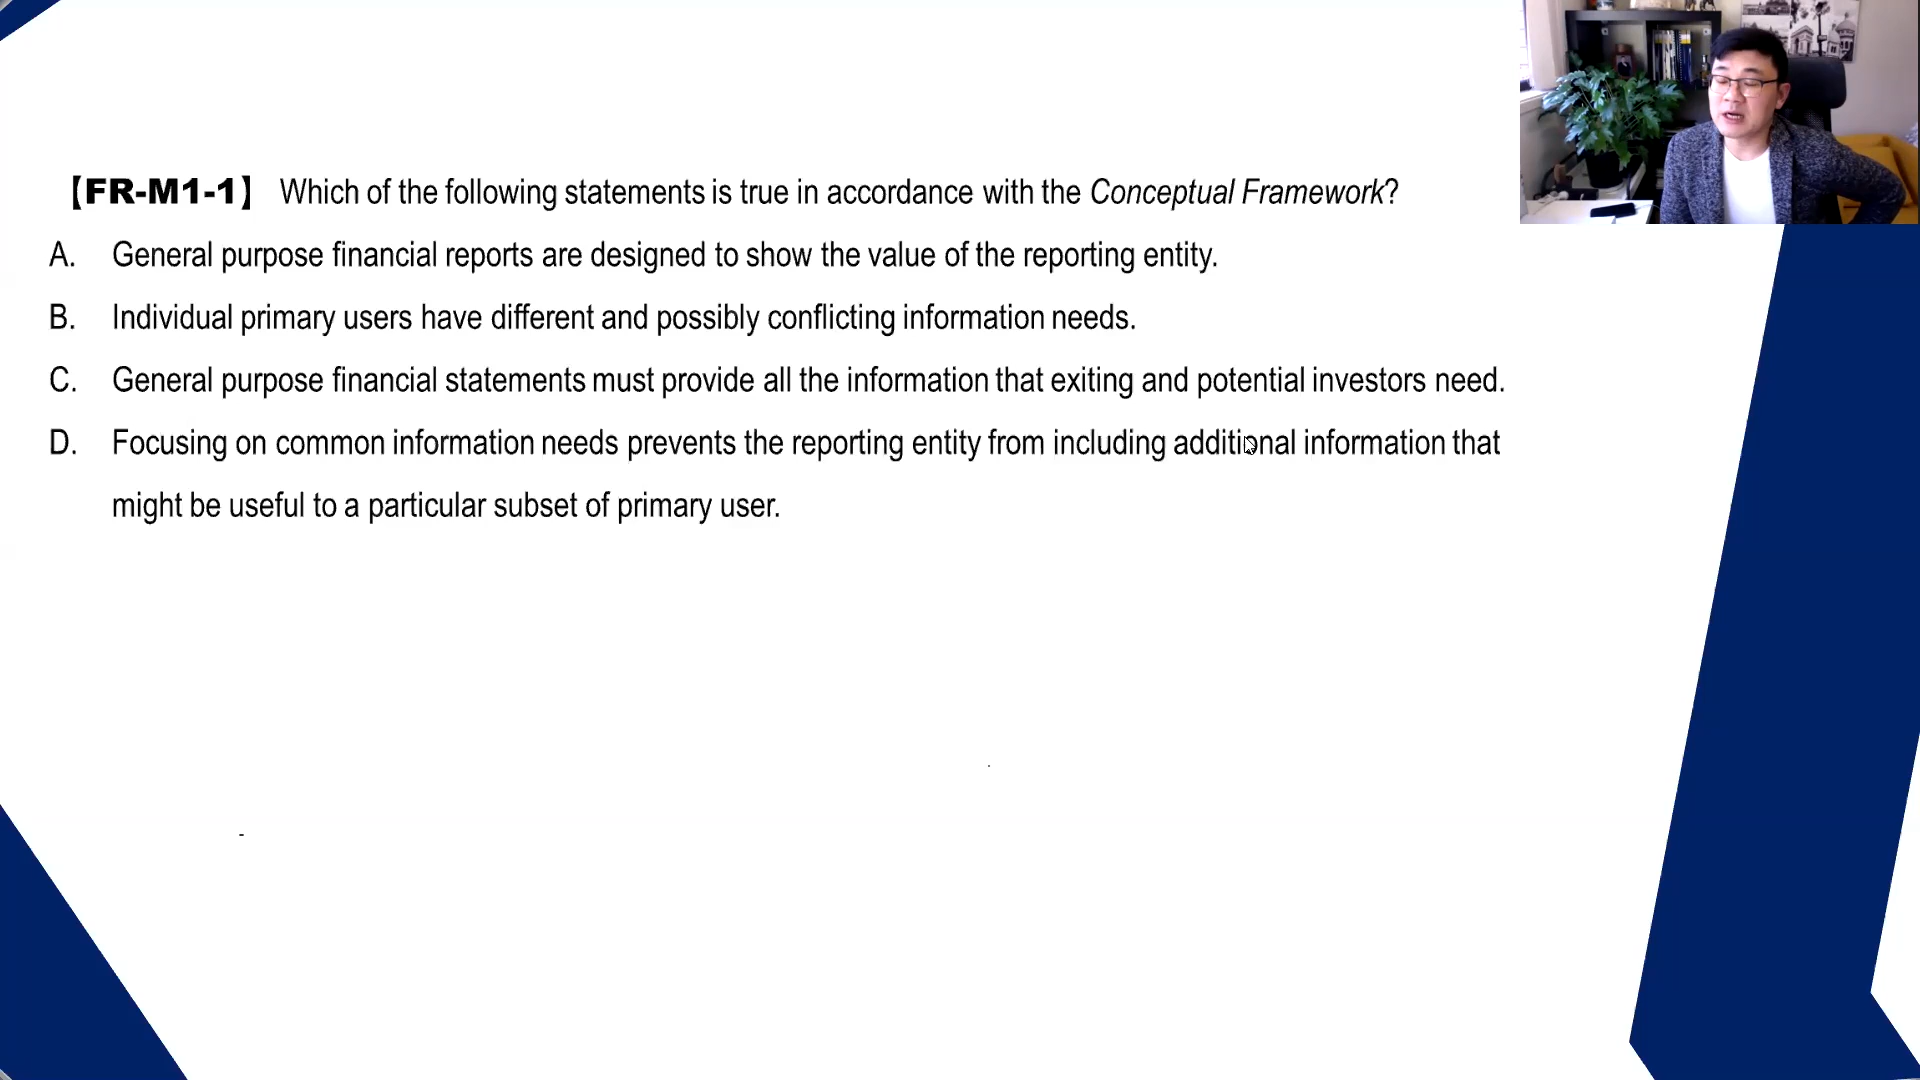 【FR-M1-1】 Which of the following statements is true in accordance with the Conceptual Framework?
A. General purpose financial reports are designed to show the value of the reporting entity.
B. Individual primary users have different and possibly conflicting information needs.
C. General purpose financial statements must provide all the information that exiting and potential investors need.
D. Focusing on common information needs prevents the reporting entity from including additional information that
might be useful to a particular subset of primary user.